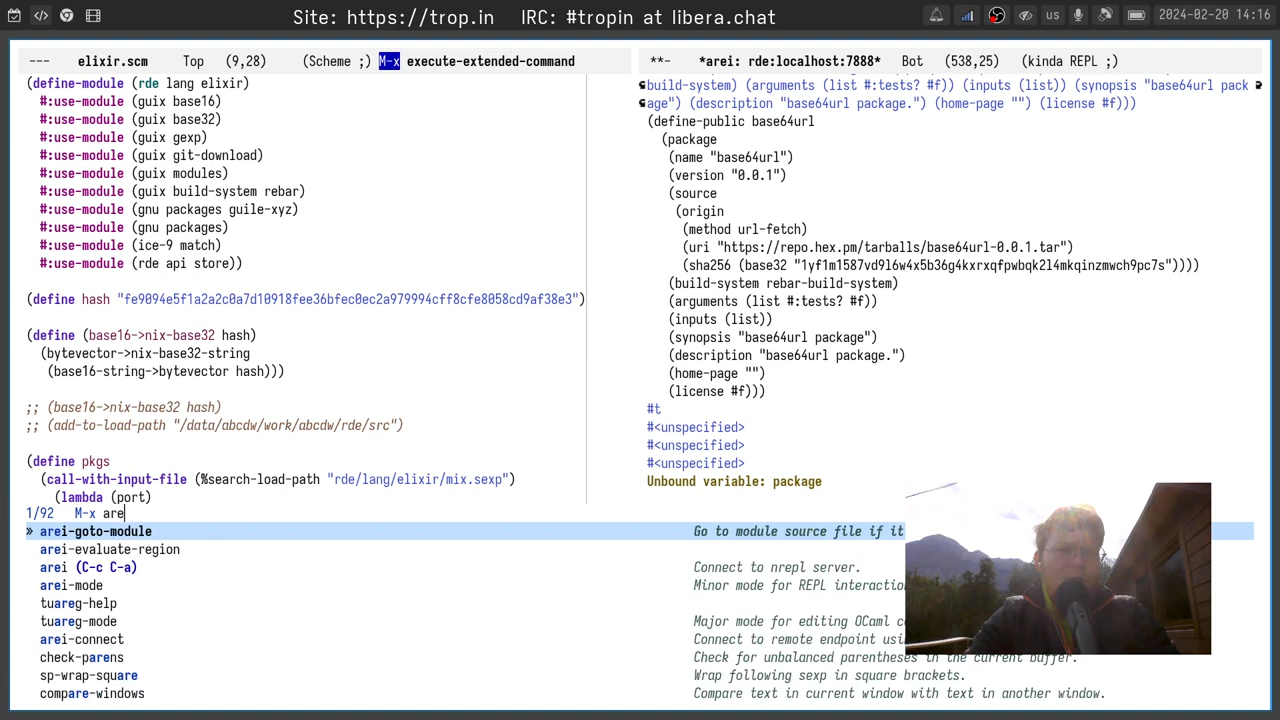 Site: https://trop.in IRC: #tropin at libera.chat
us 2024-02-20 14:16
--- elixir.scm Top (9,28) (Scheme ;) M-x execute-extended-command
(define-module (rde lang elixir)
#:use-module (guix base16)
#:use-module (guix base32)
#:use-module (guix gexp)
#:use-module (guix git-download)
#:use-module (guix modules)
#:use-module (guix build-system rebar)
#:use-module (gnu packages guile-xyz)
#:use-module (gnu packages)
#:use-module (ice-9 match)
#:use-module (rde api store))
(define hash "fe9094e5f1a2a2c0a7d10918fee36bfec0ec2a979994cff8cfe8058cd9af38e3")
(define (base16->nix-base32 hash)
(bytevector->nix-base32-string
(base16-string->bytevector hash)))
;; (base16->nix-base32 hash)
;; (add-to-load-path "/data/abcdw/work/abcdw/rde/src")
(define pkgs
(call-with-input-file (%search-load-path "rde/lang/elixir/mix.sexp")
(lambda (port)
**- *arei: rde:localhost:7888* Bot (538,25) (kinda REPL ;)
build-system) (arguments (list #:tests? #f)) (inputs (list)) (synopsis "base64url pack
age") (description "base64url package.") (home-page "") (license #f)))
(define-public base64url
(package
(name "base64url")
(version "0.0.1")
(source
(origin
(method url-fetch)
(uri "https://repo.hex.pm/tarballs/base64url-0.0.1.tar")
(sha256 (base32 "1yf1m1587vd9l6w4x5b36g4kxrxqfpwbqk2l4mkqinzmwch9pc7s"))))
(build-system rebar-build-system)
(arguments (list #:tests? #f))
(inputs (list))
(synopsis "base64url package")
(description "base64url package.")
(home-page "")
(license #f)))
#t
#<unspecified>
#<unspecified>
#<unspecified>
Unbound variable: package
1/92 M-x are
» arei-goto-module Go to module source file if it
arei-evaluate-region
arei (C-c C-a) Connect to nrepl server.
arei-mode Minor mode for REPL interactio
tuareg-help
tuareg-mode Major mode for editing OCaml c
arei-connect Connect to remote endpoint usi
check-parens Check for unbalanced parentheses in the current buffer.
sp-wrap-square Wrap following sexp in square brackets.
compare-windows Compare text in current window with text in another window.